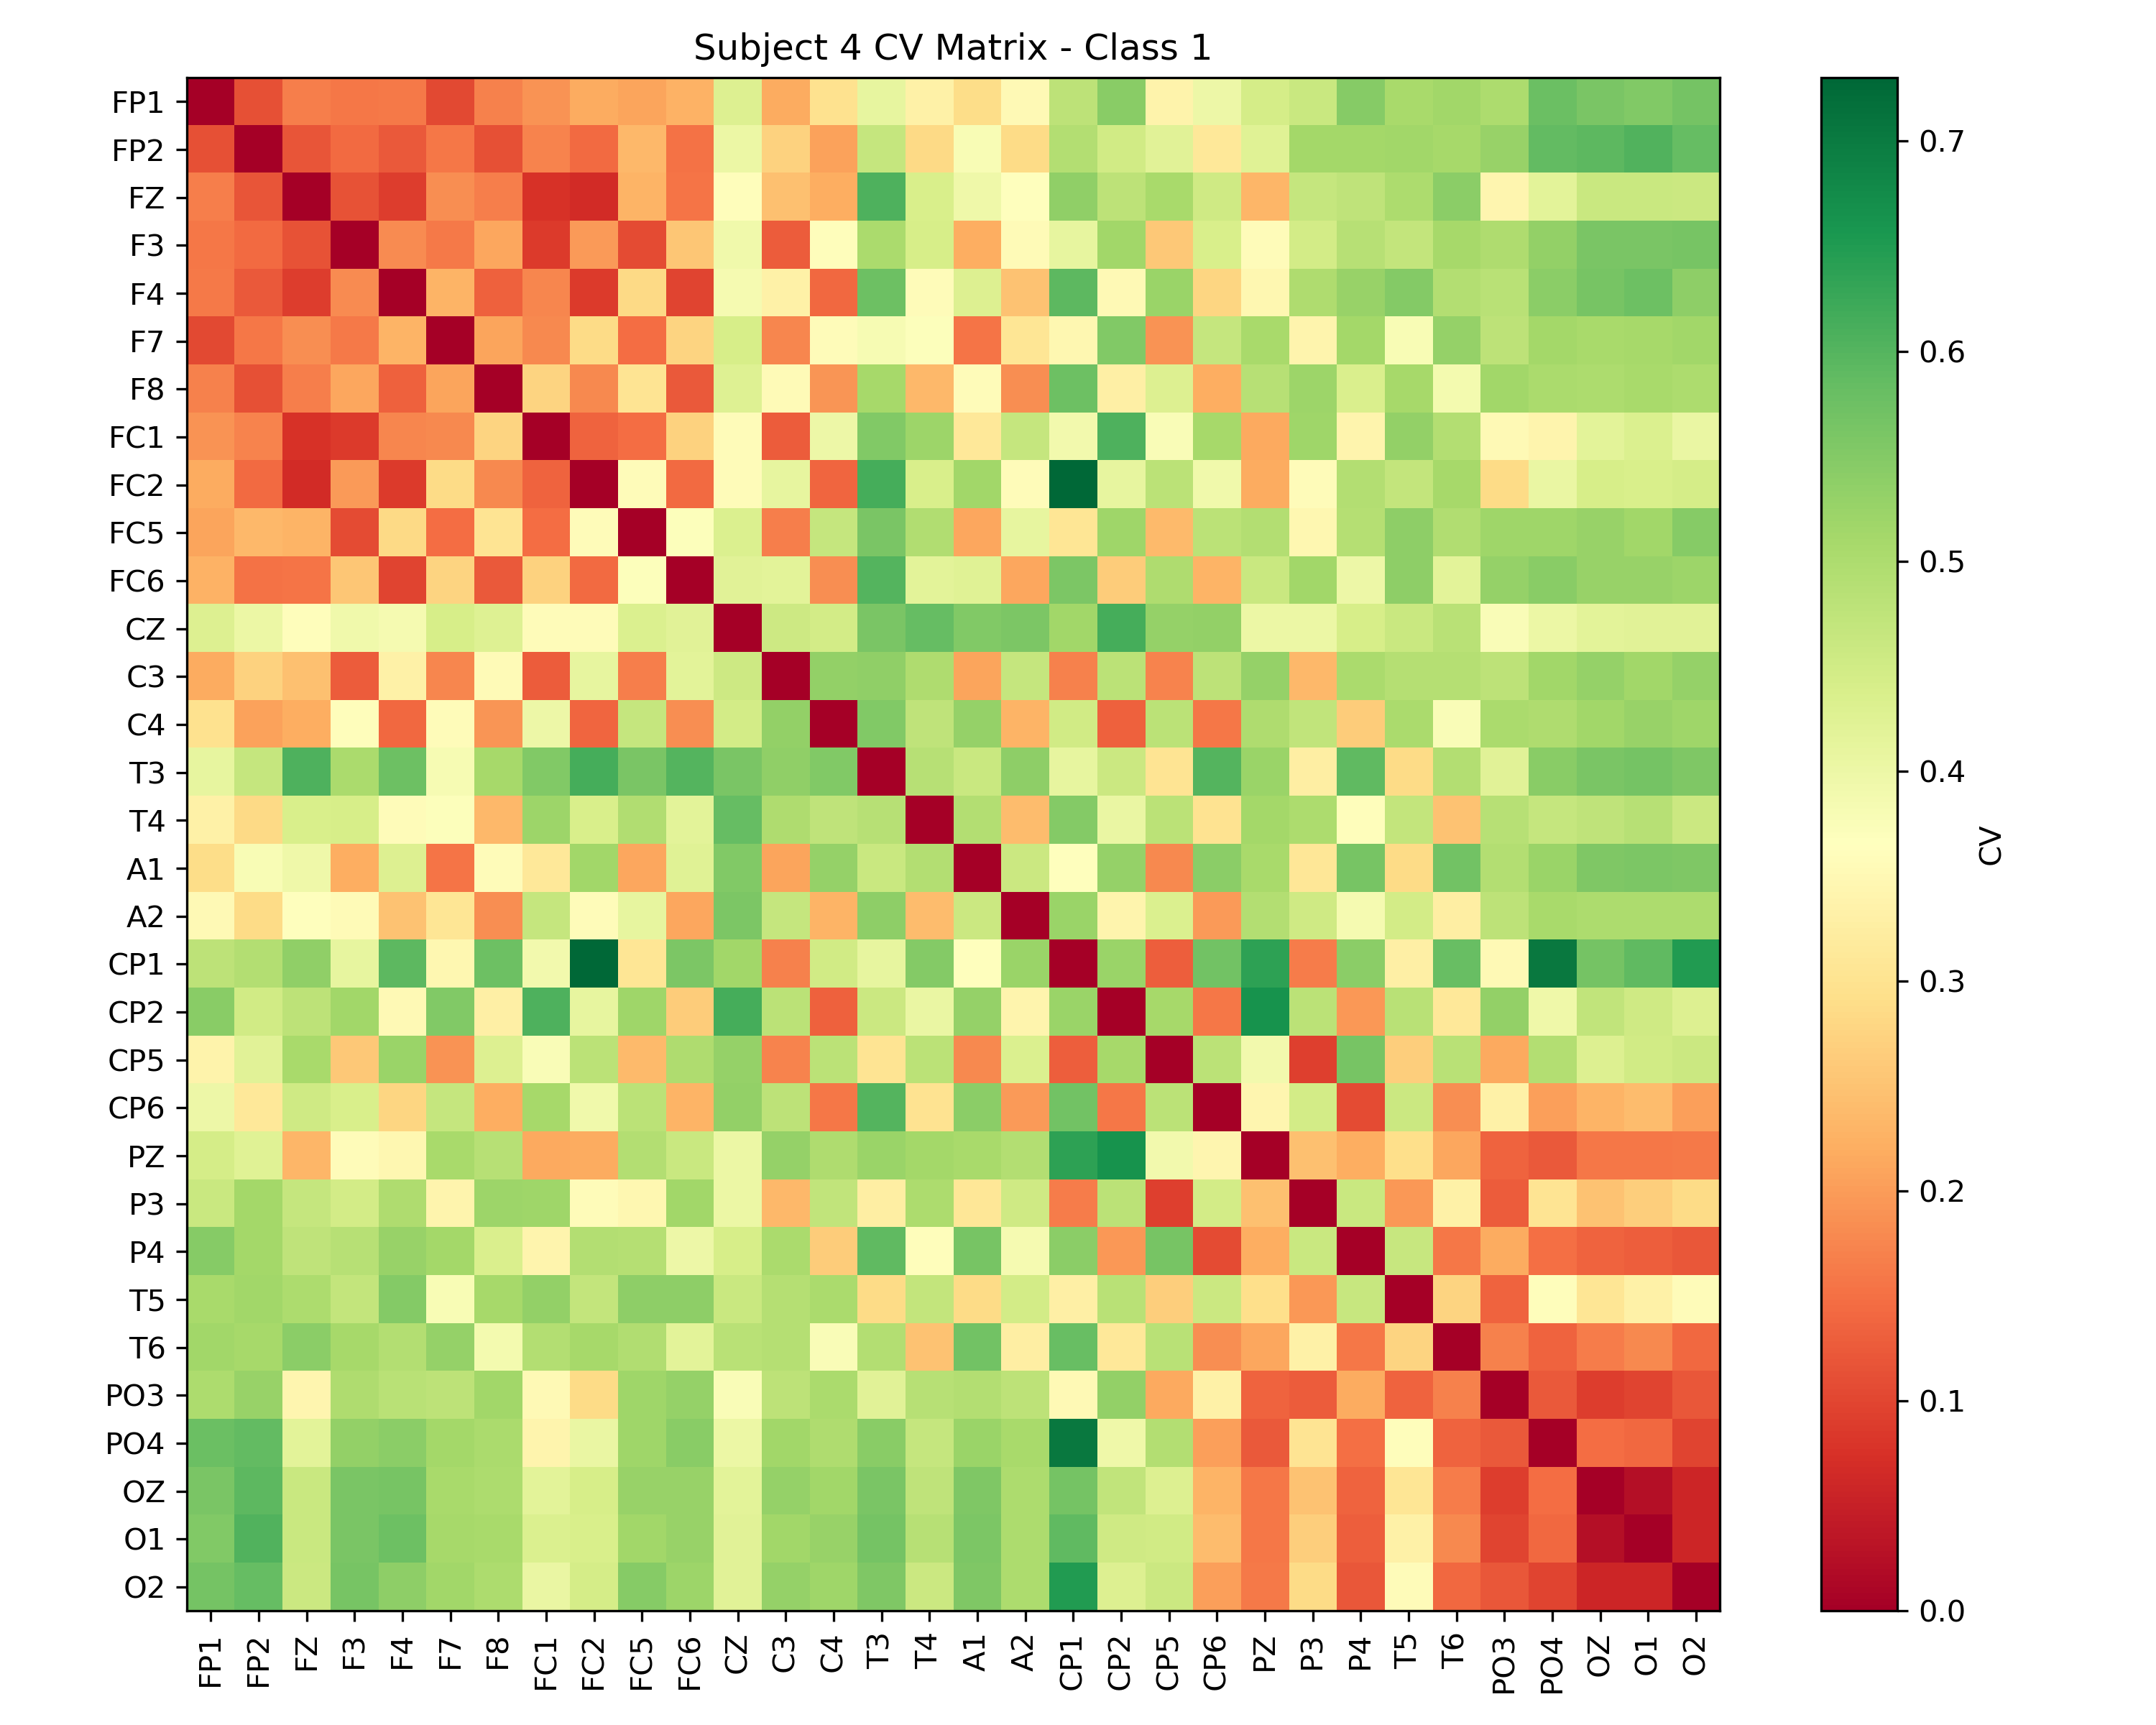 Subject 4 CV Matrix - Class 1
FP1
FP2
FZ
F3
F4
F7
F8
FC1
FC2
FC5
FC6
CZ
C3
C4
T3
T4
A1
A2
CP1
CP2
CP5
CP6
PZ
P3
P4
T5
T6
PO3
PO4
OZ
O1
O2
FP1 FP2 FZ F3 F4 F7 F8 FC1 FC2 FC5 FC6 CZ C3 C4 T3 T4 A1 A2 CP1 CP2 CP5 CP6 PZ P3 P4 T5 T6 PO3 PO4 OZ O1 O2
0.7
0.6
0.5
0.4
0.3
0.2
0.1
0.0
CV